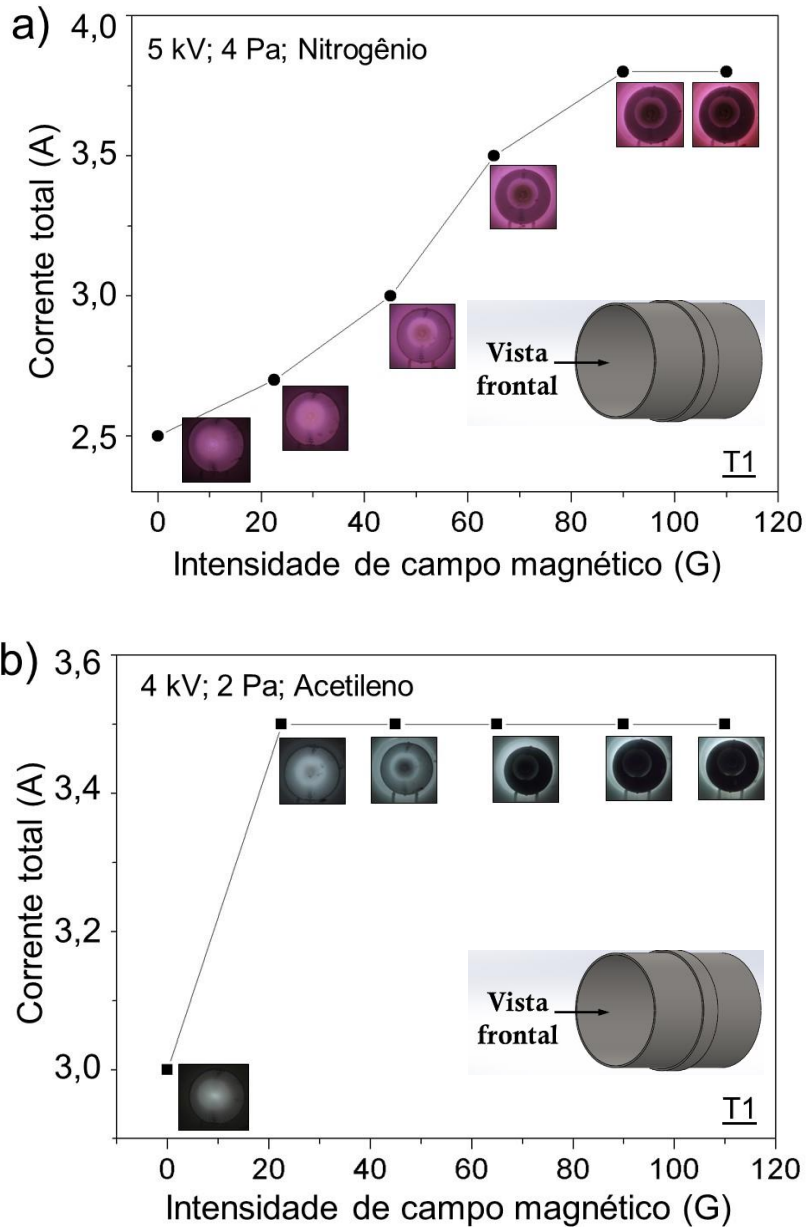 a)
5 kV; 4 Pa; Nitrogênio
4,0
3,5
3,0
2,5
Corrente total (A)
Vista
frontal
T1
0 20 40 60 80 100 120
Intensidade de campo magnético (G)
b)
4 kV; 2 Pa; Acetileno
3,6
3,4
3,2
3,0
Corrente total (A)
Vista
frontal
T1
0 20 40 60 80 100 120
Intensidade de campo magnético (G)